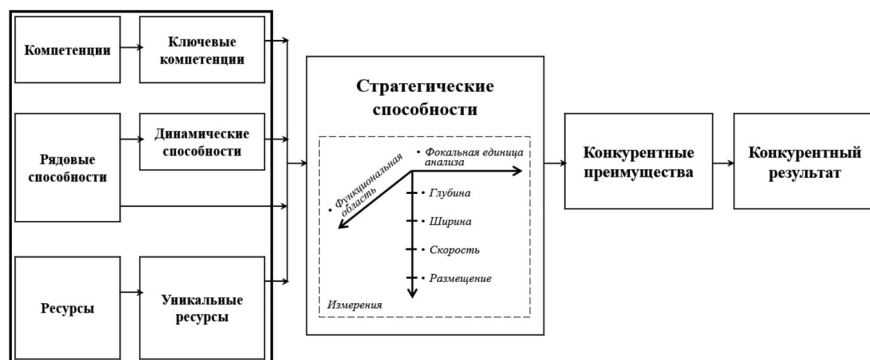 Компетенции
Ключевые
компетенции
Рядовые
способности
Динамические
способности
Ресурсы
Уникальные
ресурсы
Стратегические
способности
• Функциональная
область
• Фокальная единица
анализа
• Глубина
• Ширина
• Скорость
• Размещение
Измерения
Конкурентные
преимущества
Конкурентный
результат